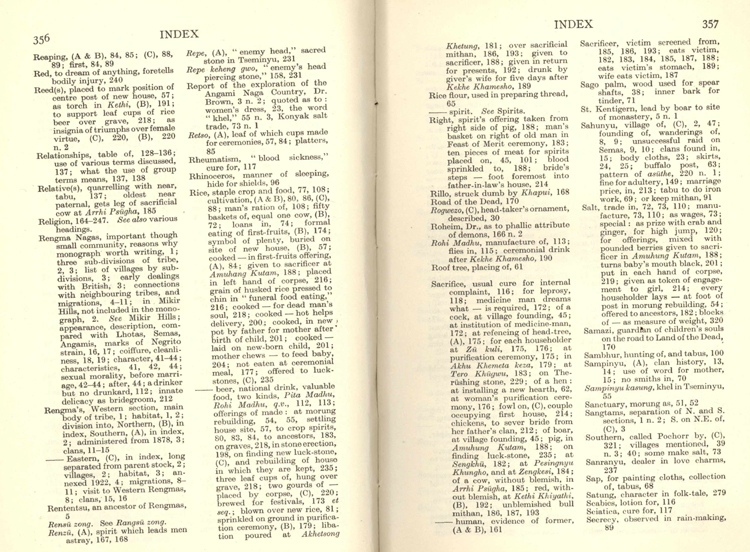 356
INDEX
Reaping, (A & B), 84, 85; (C), 88,
89; first, 84, 89
Red, to dream of anything, foretells
bodily injury, 240
Reed(s), placed to mark position of
centre post of new house, 57;
as torch in Kethi, (B), 191;
to support leaf cups of rice
beer over grave, 218; as
insignia of triumphs over female
virtue, (C), 220, (B), 220
n. 2
Relationships, table of, 128–136;
use of various terms discussed,
137; what the use of group
terms mean, 137, 138
Relative(s), quarrelling with near,
tabu, 137; oldest near
paternal, gets leg of sacrificial
cow at Arrhi Psügha, 185
Religion, 164–247. See also various
headings.
Rengma Nagas, important though
small community, reasons why
monograph worth writing, 1;
three sub-divisions of tribe,
2, 3; list of villages by sub-
divisions, 3; early dealings
with British, 3; connections
with neighbouring tribes, and
migrations, 4–11; in Mikir
Hills, not included in the mono-
graph, 2. See Mikir Hills;
appearance, description, com-
pared with Lhotas, Semas,
Angamis, marks of Negrito
strain, 16, 17; coiffure, cleanli-
ness, 18, 19; character, 41–44;
characteristics, 41, 42, 44;
sexual morality, before marri-
age, 42–44; after, 44; a drinker
but no drunkard, 112; innate
delicacy as bridegroom, 212
Rengma's, Western section, main
body of tribe, 1; habitat, 1, 2;
division into, Northern, (B), in
index, Southern, (A), in index,
2; administered from 1878, 3;
clans, 11–15
—— Eastern, (C), in index, long
separated from parent stock, 2;
villages, 2; habitat, 3; an-
nexed 1922, 4; migrations, 8–
11; visit to Western Rengmas,
8; clans, 15, 16
Rententsu, an ancestor of Rengmas,
5
Rensü zong. See Rangsü zong.
Renzü, (A), spirit which leads men
astray, 167, 168
Repe, (A), "enemy head," sacred
stone in Tseminyu, 231
Repe keheng gwo, "enemy's head
piercing stone," 158, 231
Report of the exploration of the
Angami Naga Country, Dr.
Brown, 3 n. 2; quoted as to:
women's dress, 23, the word
"khel," 55 n. 3, Konyak salt
trade, 73 n. 1
Retso, (A), leaf of which cups made
for ceremonies, 57, 84; platters,
85
Rheumatism, "blood sickness,"
cure for, 117
Rhinoceros, manner of sleeping,
hide for shields, 96
Rice, staple crop and food, 77, 108;
cultivation, (A & B), 80, 86, (C),
88; man's ration of, 108; fifty
baskets of, equal one cow, (B),
72; loans in, 74; formal
eating of first-fruits, (B), 174;
symbol of plenty, buried on
site of new house, (B), 57;
cooked—in first-fruits offering,
(A), 84; given to sacrificer at
Amuhang Kutam, 188; placed
in left hand of corpse, 216;
grain of husked rice pressed to
chin in "funeral food eating,"
216; cooked—for dead man's
soul, 218; cooked—hot helps
delivery, 200; cooked, in new
pot by father for mother after
birth of child, 201; cooked—
laid on new-born child, 201;
mother chews—to feed baby,
204; not eaten at ceremonial
meal, 177; offered to luck-
stones, (C), 235
—— beer, national drink, valuable
food, two kinds, Pita Madhu,
Rohi Madhu, q.v., 112, 113;
offerings of made: at morung
rebuilding, 54, 55, settling
house site, 57, to crop spirits,
80, 83, 84, to ancestors, 183,
on graves, 218, in stone erection,
198, on finding new luck-stone,
(C), and rebuilding of house
in which they are kept, 235;
three leaf cups of, hung over
grave, 218; two gourds of—
placed by corpse, (C), 220;
brewed for festivals, 173 et
seq.; blown over new rice, 81;
sprinkled on ground in purifica-
tion ceremony, (B), 179; liba-
tion poured at Akhetsong
INDEX
357
Khetung, 181; over sacrificial
mithan, 186, 193; given to
sacrificer, 188; given in return
for presents, 192; drunk by
giver's wife for five days after
Kekhe Khamesho, 189
Rice flour, used in preparing thread,
65
—— spirit. See Spirits.
Right, spirit's offering taken from
right side of pig, 188; man's
basket on right of old man in
Feast of Merit ceremony, 183;
ten pieces of meat for spirits
placed on, 45, 101; blood
sprinkled to, 188; bride's
steps — foot foremost into
father-in-law's house, 214
Rillo, struck dumb by Khapui, 168
Road of the Dead, 170
Rogwezo, (C), head-taker's ornament,
described, 30
Roheim, Dr., as to phallic attribute
of demons, 166 n. 2
Rohi Madhu, manufacture of, 113;
flies in, 115; ceremonial drink
after Kekhe Khamesho, 190
Roof tree, placing of, 61
Sacrifice, usual cure for internal
complaint, 116; for leprosy,
118; medicine man dreams
what — is required, 172; of a
cock, at village founding, 45;
at institution of medicine-man,
172; at refencing of head-tree,
(A), 175; for each householder
at Zü kuli, 175, 176; at
purification ceremony, 175; in
Akhu Khemeta keza, 179; at
Tero Khügun, 183; on The-
rüshing stone, 229; of a hen:
at installing a new hearth, 62,
at woman's purification cere-
mony, 176; fowl on, (C), couple
occupying first house, 214;
chickens, to sever bride from
her father's clan, 212; of boar,
at village founding, 45; pig, in
Amuhung Kutam, 188; on
finding luck-stone, 235; at
Sengkhü, 182; at Pesingnyu
Khungho, and at Zengkesi, 184;
of a cow, without blemish, in
Arrhi Psügha, 185; red, with-
out blemish, at Kethi Khiyathi,
(B), 192; unblemished bull
mithan, 186, 187, 193
—— human, evidence of former,
(A & B), 161
Sacrificer, victim screened from,
185, 186, 193; eats victim,
182, 183, 184, 185, 187, 188;
eats victim's stomach, 189;
wife eats victim, 187
Sago palm, wood used for spear
shafts, 38; inner bark for
tinder, 71
St. Kentigern, lead by boar to site
of monastery, 5 n. 1
Sahunyu, village of, (C), 2, 47;
founding of, wanderings of,
8, 9; unsuccessful raid on
Semas, 9, 10; clans found in,
15; body cloths, 23; skirts,
24, 25; buffalo post, 63;
pattern of asüthe, 220 n. 1;
fine for adultery, 149; marriage
price, in, 213; tabu to do iron
work, 69; or keep mithan, 91
Salt, trade in, 72, 73, 110; manu-
facture, 73, 110; as wages, 73;
special: as prize with crab and
ginger, for high jump, 120;
for offerings, mixed with
pounded berries given to sacri-
ficer in Amuhung Kutam, 188;
turns baby's mouth black, 201;
put in each hand of corpse,
219; given as token of engage-
ment to girl, 214; every
householder lays — at foot of
post in morung rebuilding, 54;
offered to ancestors, 182; blocks
of — as measure of weight, 320
Samazi, guardian of children's souls
on the road to Land of the Dead,
170
Sambhur, hunting of, and tabus, 100
Sampinyu, (A), clan history, 13,
14; use of word for mother,
15; no smiths in, 70
Sampinyu kasung, khel in Tseminyu,
55
Sanctuary, morung as, 51, 52
Sangtams, separation of N. and S.
sections, 1 n. 2; S. on N.E. of,
(C), 3
Southern, called Pochorr by, (C),
321; villages mentioned, 39
n. 3; 40; some make salt, 73
Sanranyu, dealer in love charms,
237
Sap, for painting cloths, collection
of, tabus, 68
Satung, character in folk-tale, 279
Scabies, lotion for, 116
Sciatica, cure for, 117
Secrecy, observed in rain-making,
89